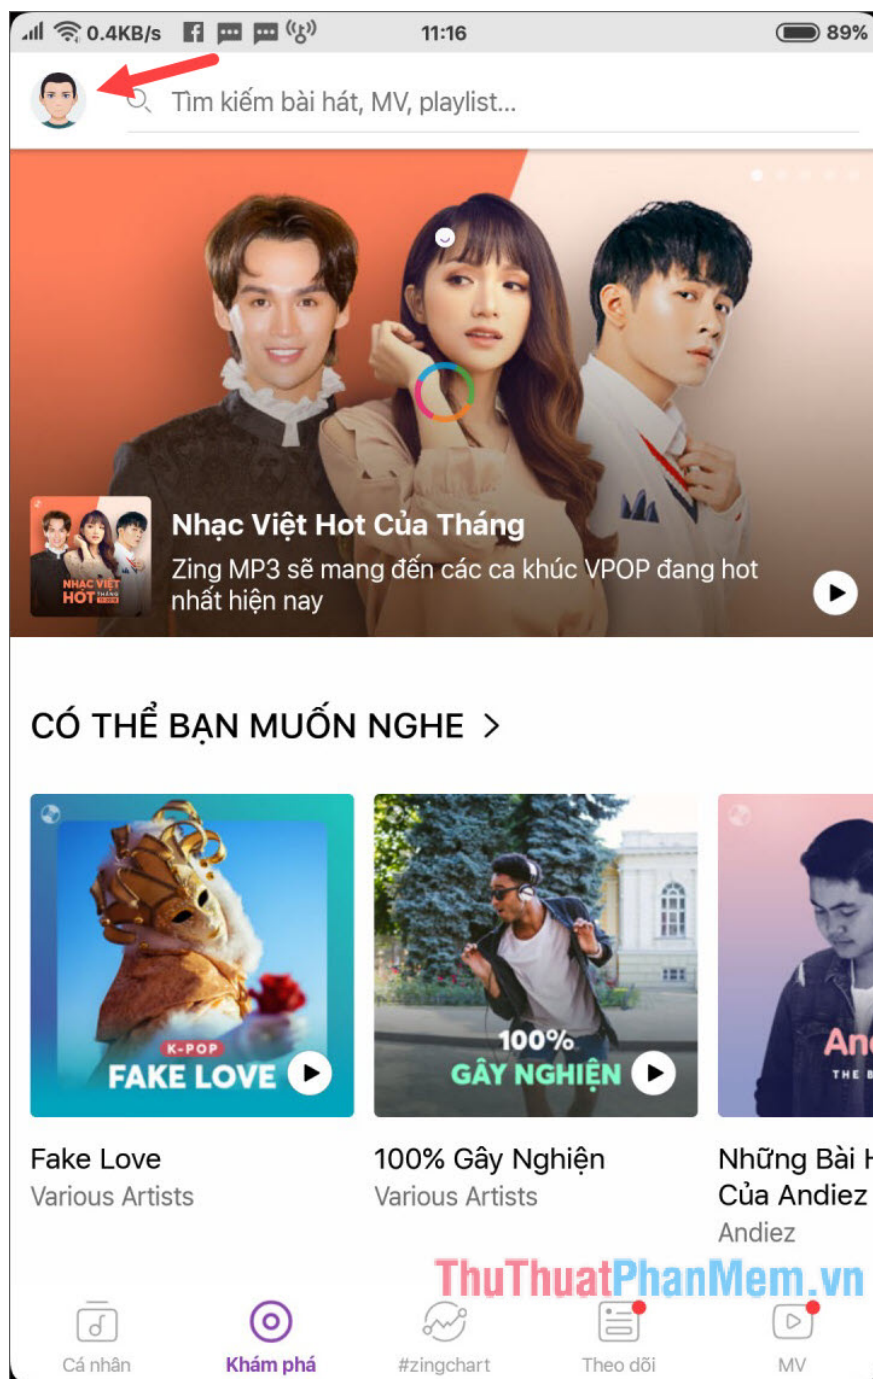 0.4KB/s
11:16
89%
Tìm kiếm bài hát, MV, playlist...
Nhạc Việt Hot Của Tháng
Zing MP3 sẽ mang đến các ca khúc VPOP đang hot
nhất hiện nay
NHẠC VIỆT
HOT THÁNG
CÓ THỂ BẠN MUỐN NGHE >
K-POP
FAKE LOVE
100%
GÂY NGHIỆN
And
THE B
Fake Love
Various Artists
100% Gây Nghiện
Various Artists
Những Bài H
Của Andiez
Andiez
ThuThuatPhanMem.vn
Cá nhân
Khám phá
#zingchart
Theo dõi
MV